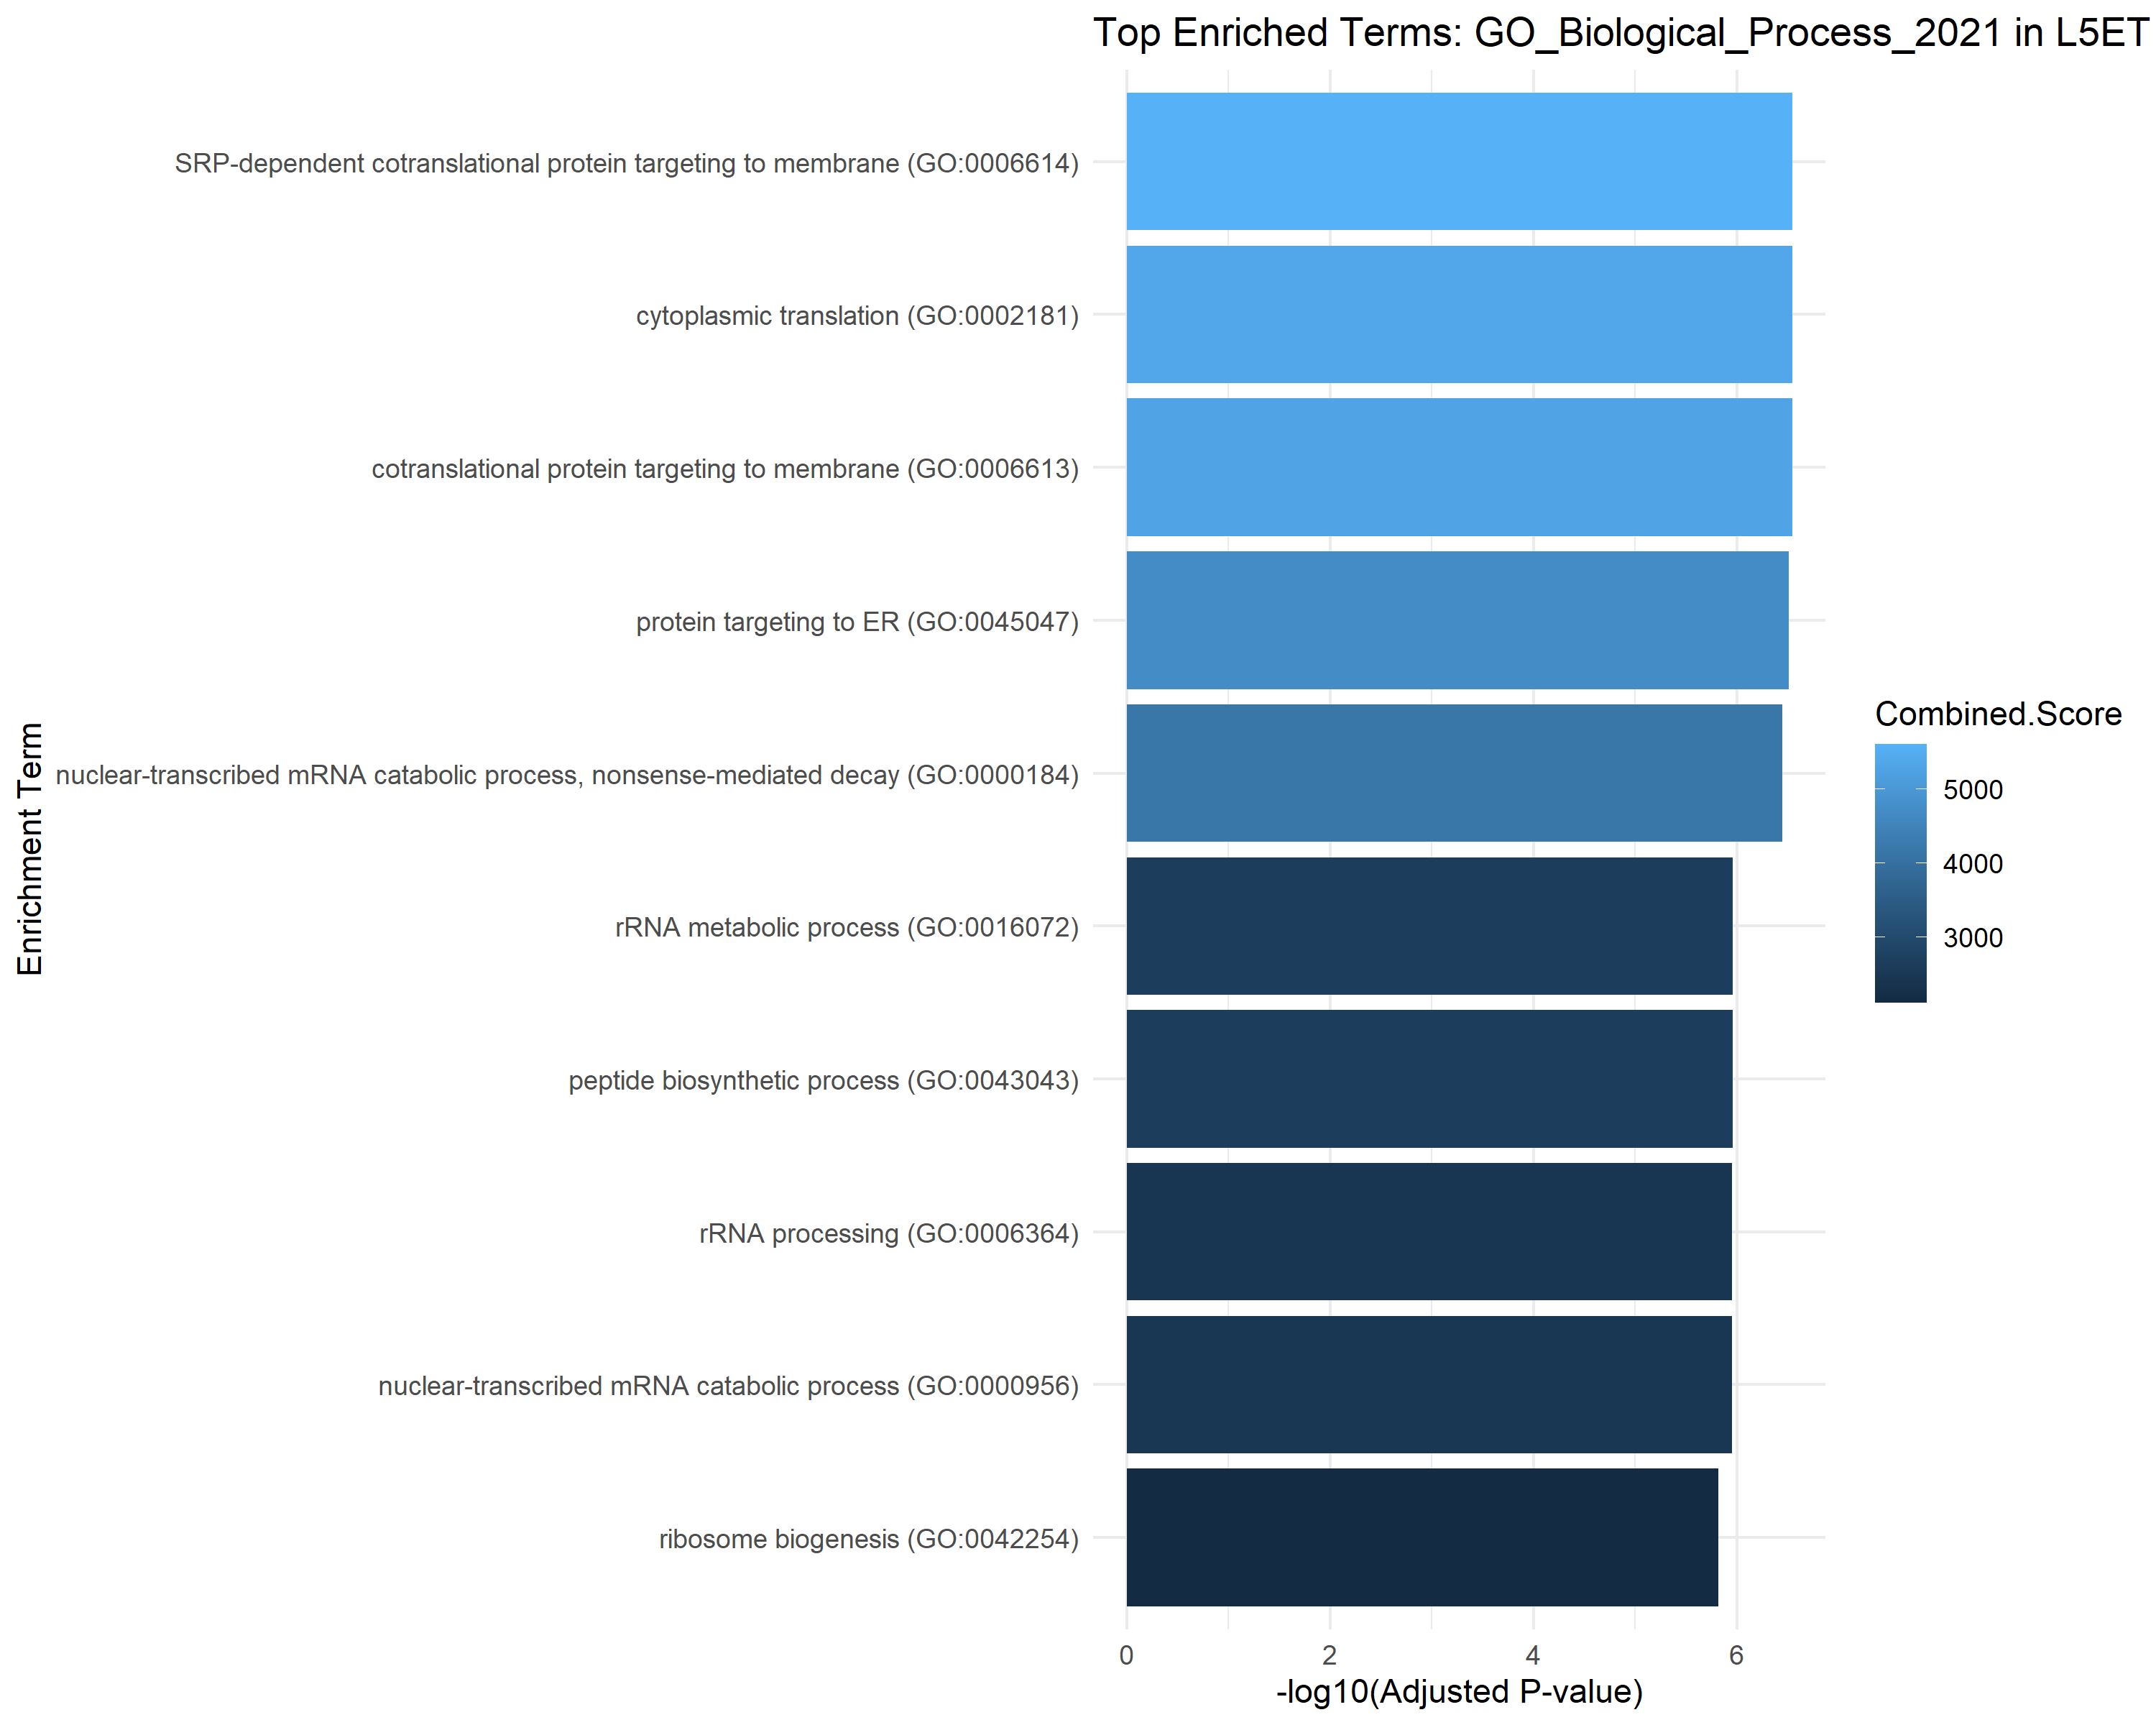 Top Enriched Terms: GO_Biological_Process_2021 in L5ET
SRP-dependent cotranslational protein targeting to membrane (GO:0006614)
cytoplasmic translation (GO:0002181)
cotranslational protein targeting to membrane (GO:0006613)
protein targeting to ER (GO:0045047)
nuclear-transcribed mRNA catabolic process, nonsense-mediated decay (GO:0000184)
rRNA metabolic process (GO:0016072)
peptide biosynthetic process (GO:0043043)
rRNA processing (GO:0006364)
nuclear-transcribed mRNA catabolic process (GO:0000956)
ribosome biogenesis (GO:0042254)
Enrichment Term
0 2 4 6
-log10(Adjusted P-value)
Combined.Score
5000
4000
3000